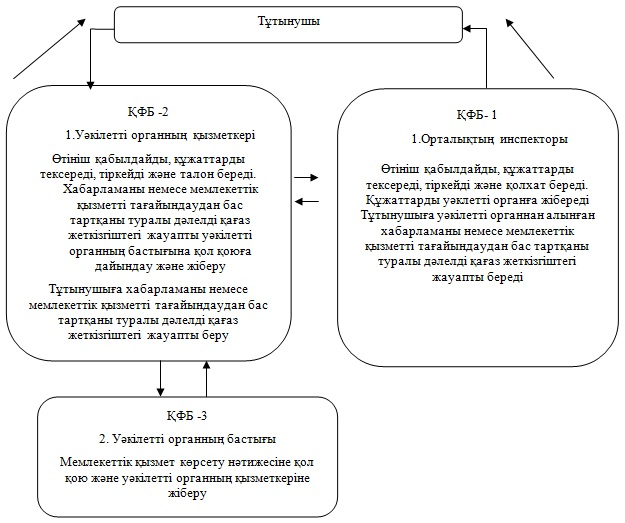 Тұтынушы
ҚФБ -2
1.Уәкілетті органның қызметкері
Өтініш қабылдайды, құжаттарды
тексереді, тіркейді және талон береді.
Хабарламаны немесе мемлекеттік
қызметті тағайындаудан бас
тартқаны туралы дәлелді қағаз
жеткізгіштегі жауапты уәкілетті
органның бастығына қол қоюға
дайындау және жіберу
Тұтынушыға хабарламаны немесе
мемлекеттік қызметті тағайындаудан бас
тартқаны туралы дәлелді қағаз
жеткізгіштегі жауапты беру
ҚФБ- 1
1.Орталықтың инспекторы
Өтініш қабылдайды, құжаттарды
тексереді, тіркейді және қолхат береді.
Құжаттарды уәклетті органға жібереді
Тұтынушыға уәкілетті органнан алынған
хабарламаны немесе мемлекеттік
қызметті тағайындаудан бас тартқаны
туралы дәлелді қағаз жеткізгіштегі
жауапты береді
ҚФБ -3
2. Уәкілетті органның бастығы
Мемлекеттік қызмет көрсету нәтижесіне қол
қою және уәкілетті органның қызметкеріне
жіберу